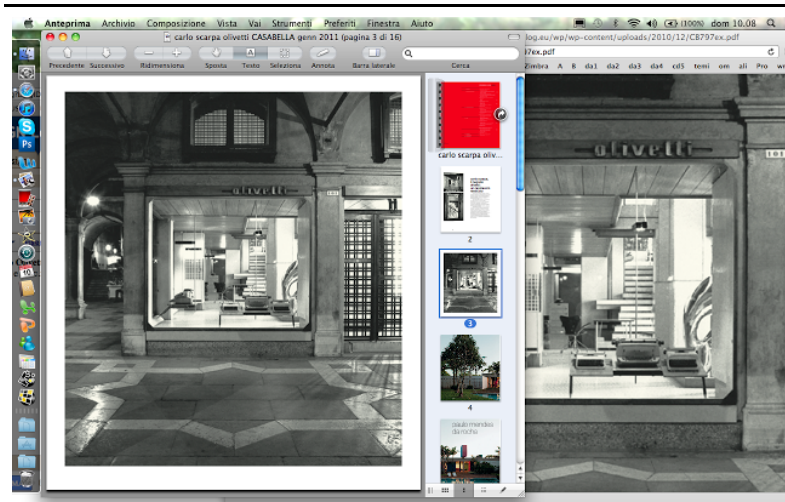 Anteprima Archivio Composizione Vista Vai Strumenti Preferiti Finestra Aiuto
(100%) dom 10.08
carlo scarpa olivetti CASABELLA genn 2011 (pagina 3 di 16)
log.eu/wp/wp-content/uploads/2010/12/CB797ex.pdf
97ex.pdf
Precedente Successivo Ridimensiona Sposta Testo Seleziona Annota Barra laterale Cerca
Zimbra A B da1 da2 da3 da4 cd5 temi om ali Pro
olivetti
olivetti
carlo scarpa oliv...
2
3
4
paulo mendes
da rocha